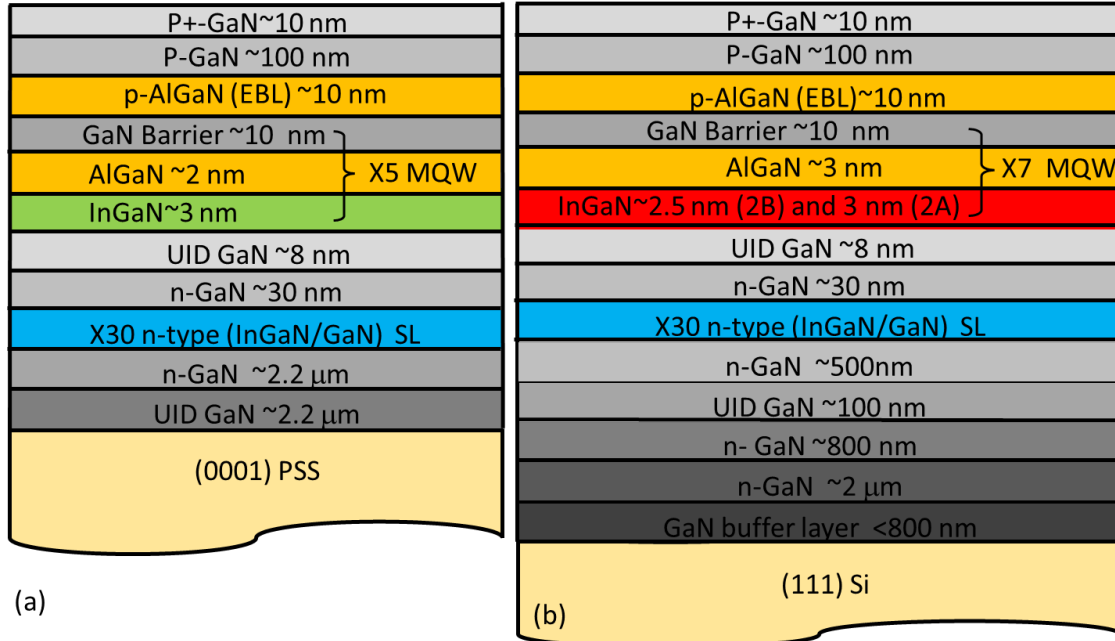 P+-GaN~10 nm
P-GaN ~100 nm
p-AlGaN (EBL) ~10 nm
GaN Barrier ~10 nm
AlGaN ~2 nm
X5 MQW
InGaN~3 nm
UID GaN ~8 nm
n-GaN ~30 nm
X30 n-type (InGaN/GaN) SL
n-GaN ~2.2 μm
UID GaN ~2.2 μm
(0001) PSS
(a)
P+-GaN ~10 nm
P-GaN ~100 nm
p-AlGaN (EBL)~10 nm
GaN Barrier ~10 nm
AlGaN ~3 nm
X7 MQW
InGaN~2.5 nm (2B) and 3 nm (2A)
UID GaN ~8 nm
n-GaN ~30 nm
X30 n-type (InGaN/GaN) SL
n-GaN ~500nm
UID GaN ~100 nm
n- GaN ~800 nm
n-GaN ~2 μm
GaN buffer layer <800 nm
(111) Si
(b)